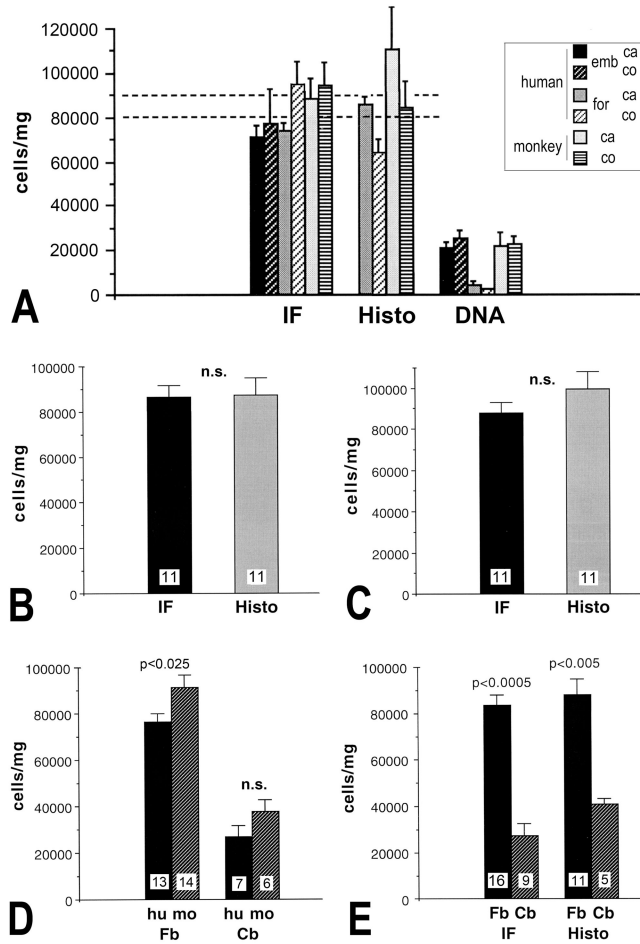 120000
100000
80000
60000
40000
20000
0
cells/mg
human emb ca
co
for ca
co
monkey ca
co
A
IF Histo DNA
100000
80000
60000
40000
20000
0
cells/mg
n.s.
11 11
IF Histo
B
100000
80000
60000
40000
20000
0
cells/mg
n.s.
11 11
IF Histo
C
100000
80000
60000
40000
20000
0
cells/mg
p<0.025
n.s.
13 14 7 6
hu mo hu mo
Fb Cb
D
100000
80000
60000
40000
20000
0
cells/mg
p<0.0005
p<0.005
16 9 11 5
Fb Cb Fb Cb
IF Histo
E